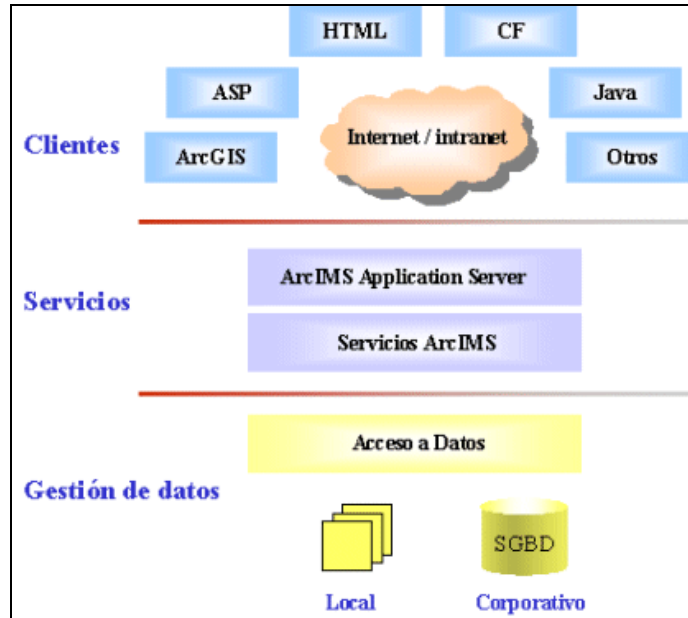 HTML
CF
ASP
Java
Internet / intranet
Clientes
ArcGIS
Otros
ArcIMS Application Server
Servicios
Servicios ArcIMS
Acceso a Datos
Gestión de datos
SGBD
Local
Corporativo